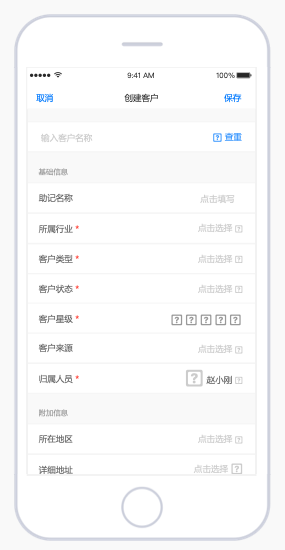 9:41 AM 100%
取消 创建客户 保存
输入客户名称 查重
基础信息
助记名称 点击填写
所属行业 * 点击选择
客户类型 * 点击选择
客户状态 * 点击选择
客户星级 *
客户来源 点击选择
归属人员 * 赵小刚
附加信息
所在地区 点击选择
详细地址 点击选择